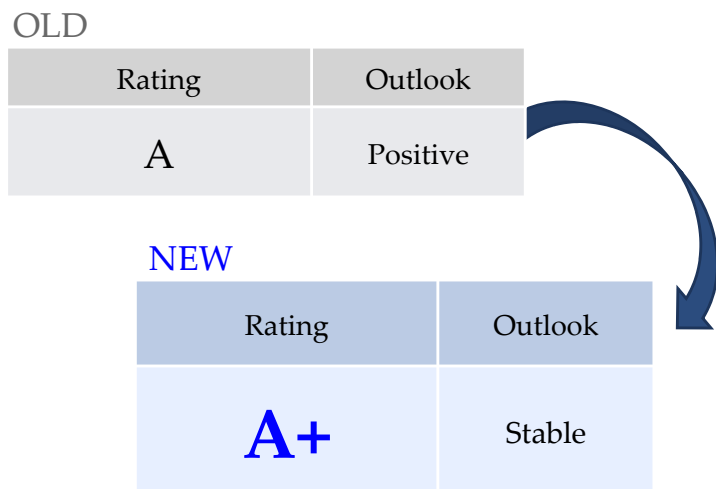 OLD
Rating Outlook
A Positive
NEW
Rating Outlook
A+ Stable